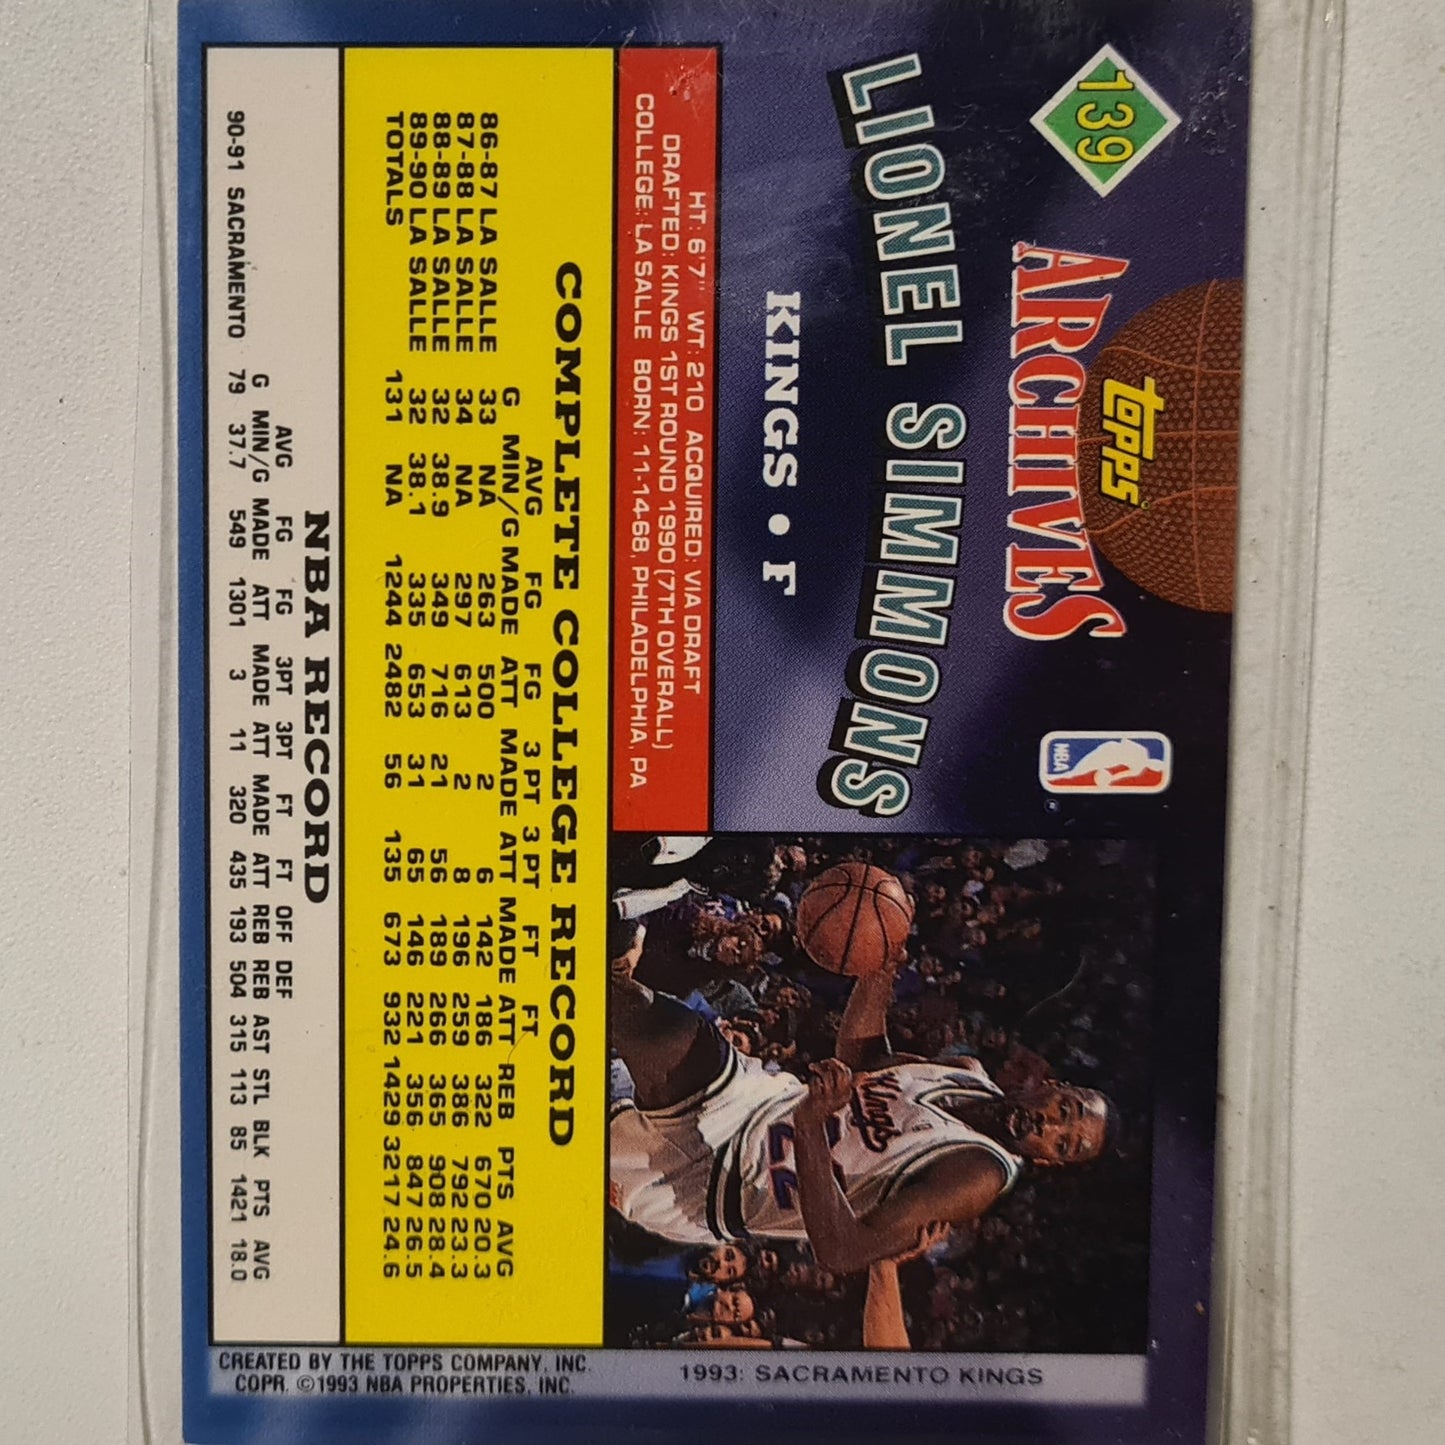 139
TOPPS
ARCHIVES
NBA
LIONEL SIMMONS
KINGS • F
HT: 6'7" WT: 210 ACQUIRED: VIA DRAFT
DRAFTED: KINGS 1ST ROUND 1990 (7TH OVERALL)
COLLEGE: LA SALLE BORN: 11-14-68, PHILADELPHIA, PA
Kings
22
COMPLETE COLLEGE RECORD
AVG FG FG 3 PT 3 PT FT FT
G MIN/G MADE ATT MADE ATT MADE ATT REB PTS AVG
86-87 LA SALLE 33 NA 263 500 2 6 142 186 322 670 20.3
87-88 LA SALLE 34 NA 297 613 2 8 196 259 386 792 23.3
88-89 LA SALLE 32 38.9 349 716 21 56 189 266 365 908 28.4
89-90 LA SALLE 32 38.1 335 653 31 65 146 221 356 847 26.5
TOTALS 131 NA 1244 2482 56 135 673 932 1429 3217 24.6
NBA RECORD
AVG FG FG 3PT 3PT FT FT OFF DEF
G MIN/G MADE ATT MADE ATT MADE ATT REB REB AST STL BLK PTS AVG
90-91 SACRAMENTO 79 37.7 549 1301 3 11 320 435 193 504 315 113 85 1421 18.0
1993: SACRAMENTO KINGS
CREATED BY THE TOPPS COMPANY, INC.
COPR. ©1993 NBA PROPERTIES, INC.